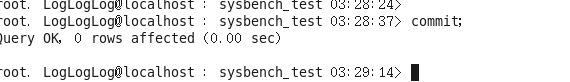 root. LogLogLog@localhost : sysbench_test 03:28:24>
root. LogLogLog@localhost : sysbench_test 03:28:37> commit;
Query OK, 0 rows affected (0.00 sec)
root. LogLogLog@localhost : sysbench_test 03:29:14>